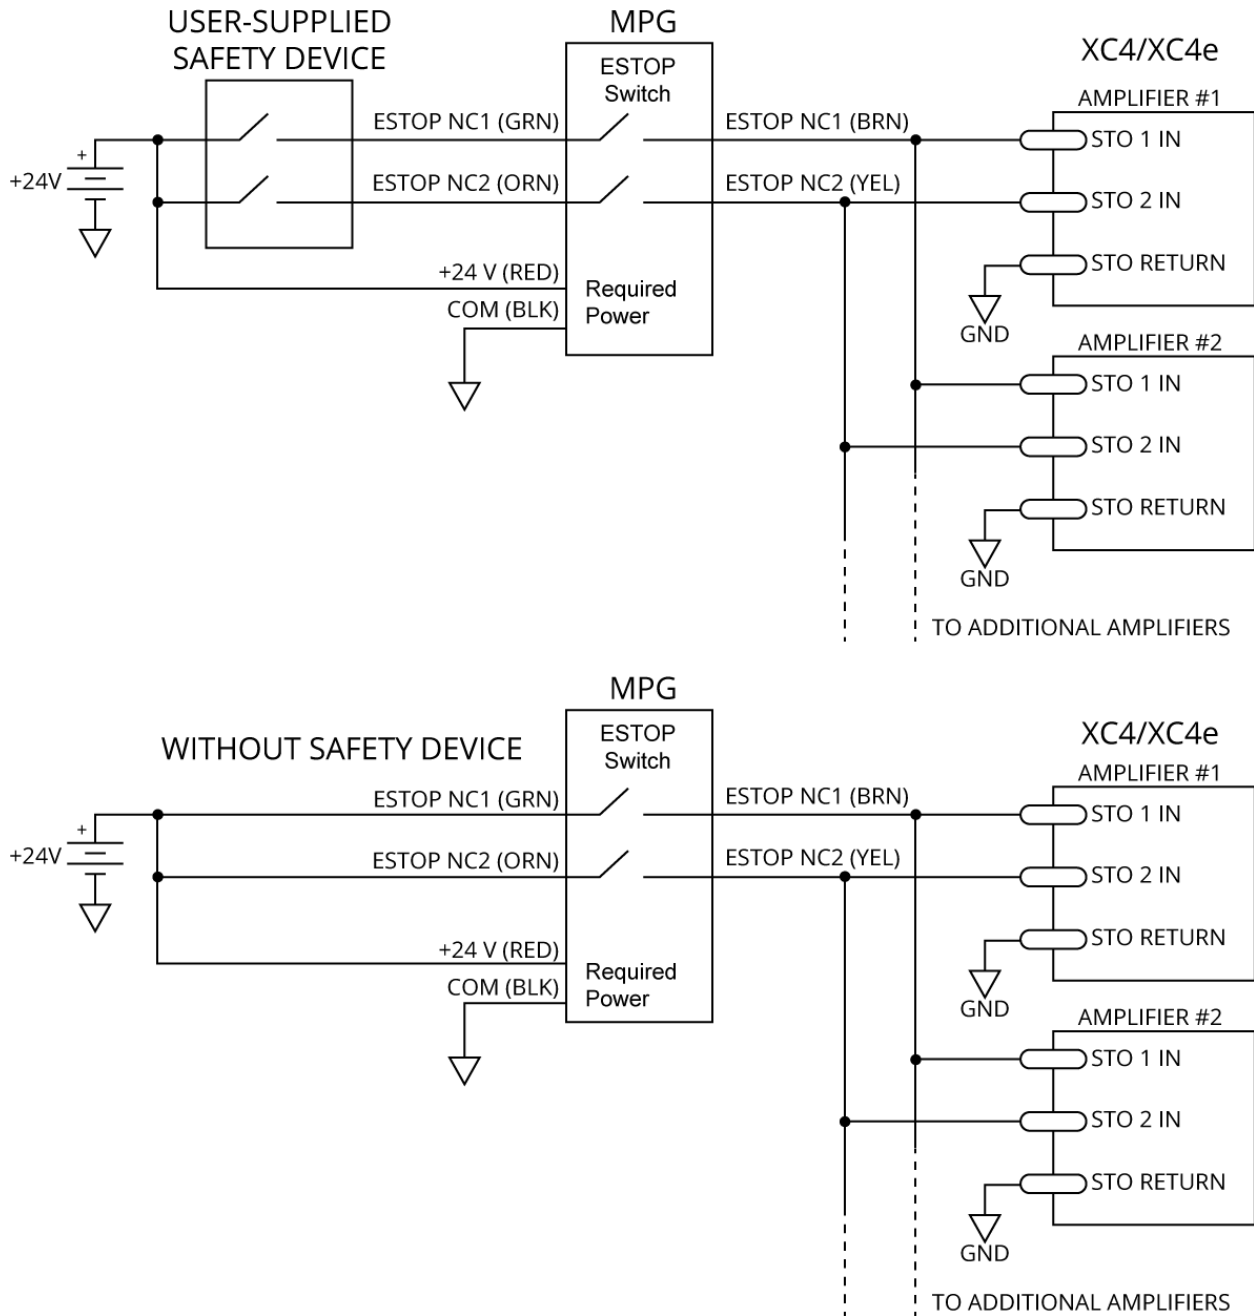 USER-SUPPLIED
SAFETY DEVICE
MPG
XC4/XC4e
ESTOP
Switch
AMPLIFIER #1
ESTOP NC1 (GRN)
ESTOP NC1 (BRN)
STO 1 IN
+
+24V
ESTOP NC2 (ORN)
ESTOP NC2 (YEL)
STO 2 IN
+24 V (RED)
STO RETURN
COM (BLK)
Required
Power
GND
AMPLIFIER #2
STO 1 IN
STO 2 IN
STO RETURN
GND
TO ADDITIONAL AMPLIFIERS
MPG
WITHOUT SAFETY DEVICE
ESTOP
Switch
XC4/XC4e
AMPLIFIER #1
ESTOP NC1 (GRN)
ESTOP NC1 (BRN)
STO 1 IN
+
+24V
ESTOP NC2 (ORN)
ESTOP NC2 (YEL)
STO 2 IN
+24 V (RED)
STO RETURN
COM (BLK)
Required
Power
GND
AMPLIFIER #2
STO 1 IN
STO 2 IN
STO RETURN
GND
TO ADDITIONAL AMPLIFIERS